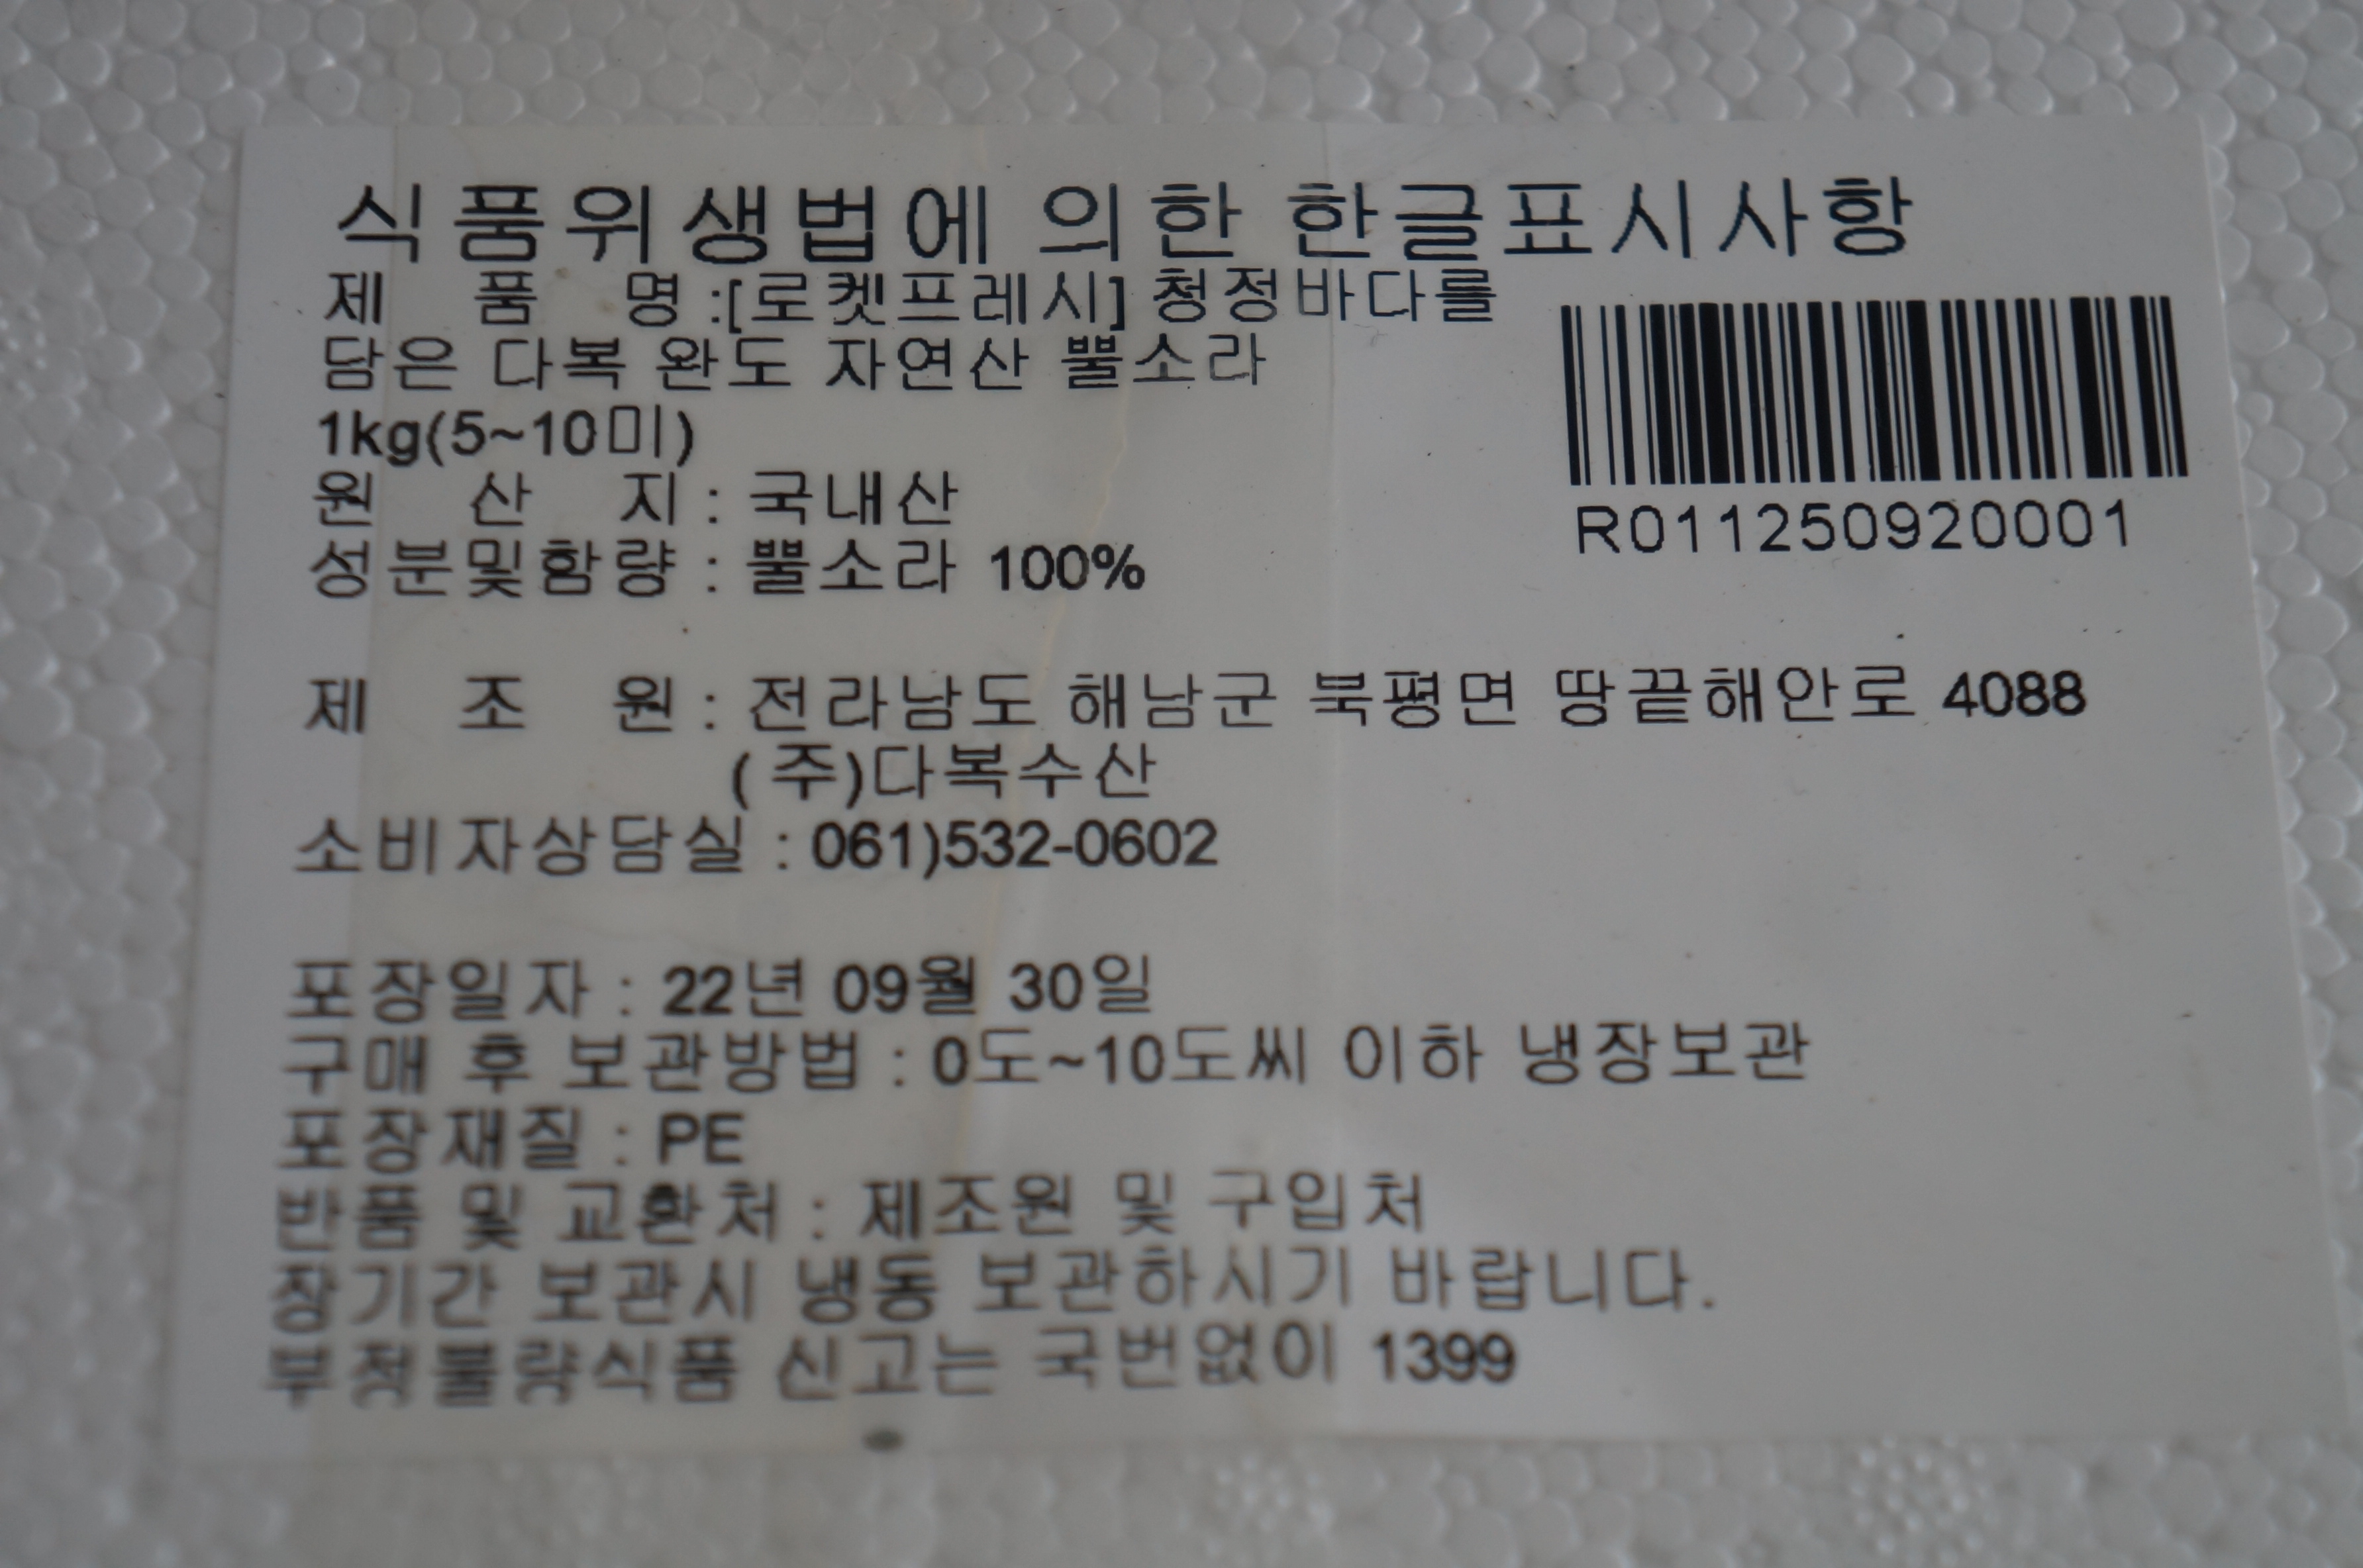 식품위생법에 의한 한글표시사항
제 품 명 :[로켓프레시] 청정바다를
담은 다복 완도 자연산 뿔소라
1kg(5~10미)
원 산 지 : 국내산
성분및함량 : 뿔소라 100%
R011250920001
제 조 원 : 전라남도 해남군 북평면 땅끝해안로 4088
(주)다복수산
소비자상담실 : 061)532-0602
포장일자 : 22년 09월 30일
구매 후 보관방법 : 0도~10도씨 이하 냉장보관
포장재질 : PE
반품 및 교환처 : 제조원 및 구입처
장기간 보관시 냉동 보관하시기 바랍니다.
부정불량식품 신고는 국번없이 1399